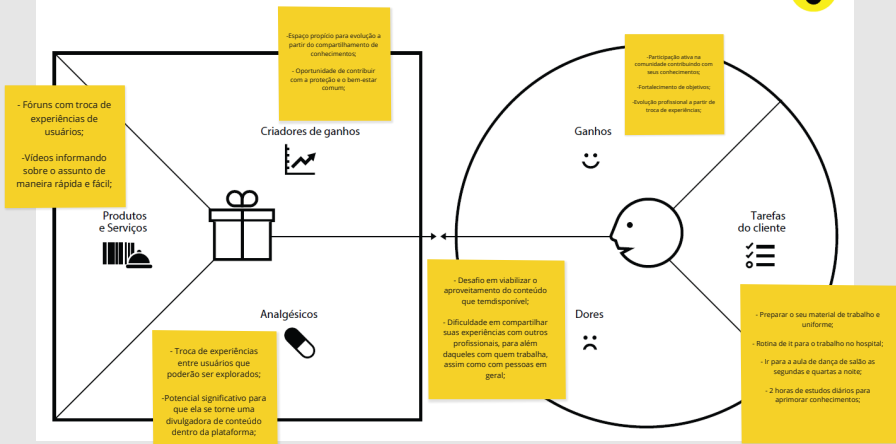 -Espaço propício para evolução a
partir do compartilhamento de
conhecimentos;
- Oportunidade de contribuir
com a proteção e o bem-estar
comum;
-Participação ativa na
comunidade contribuindo com
seus conhecimentos;
-Fortalecimento de objetivos;
-Evolução profissional a partir de
troca de experiências;
- Fóruns com troca de
experiências de
usuários;
-Vídeos informando
sobre o assunto de
maneira rápida e fácil;
Criadores de ganhos
Ganhos
Produtos
e Serviços
Tarefas
do cliente
- Desafio em viabilizar o
aproveitamento do conteúdo
que temdisponível;
- Dificuldade em compartilhar
suas experiências com outros
profissionais, para além
daqueles com quem trabalha,
assim como com pessoas em
geral;
Analgésicos
Dores
- Preparar o seu material de trabalho e
uniforme;
- Rotina de it para o trabalho no hospital;
- Ir para a aula de dança de salão as
segundas e quartas a noite;
- 2 horas de estudos diários para
aprimorar conhecimentos;
- Troca de experiências
entre usuários que
poderão ser explorados;
-Potencial significativo para
que ela se torne uma
divulgadora de conteúdo
dentro da plataforma;